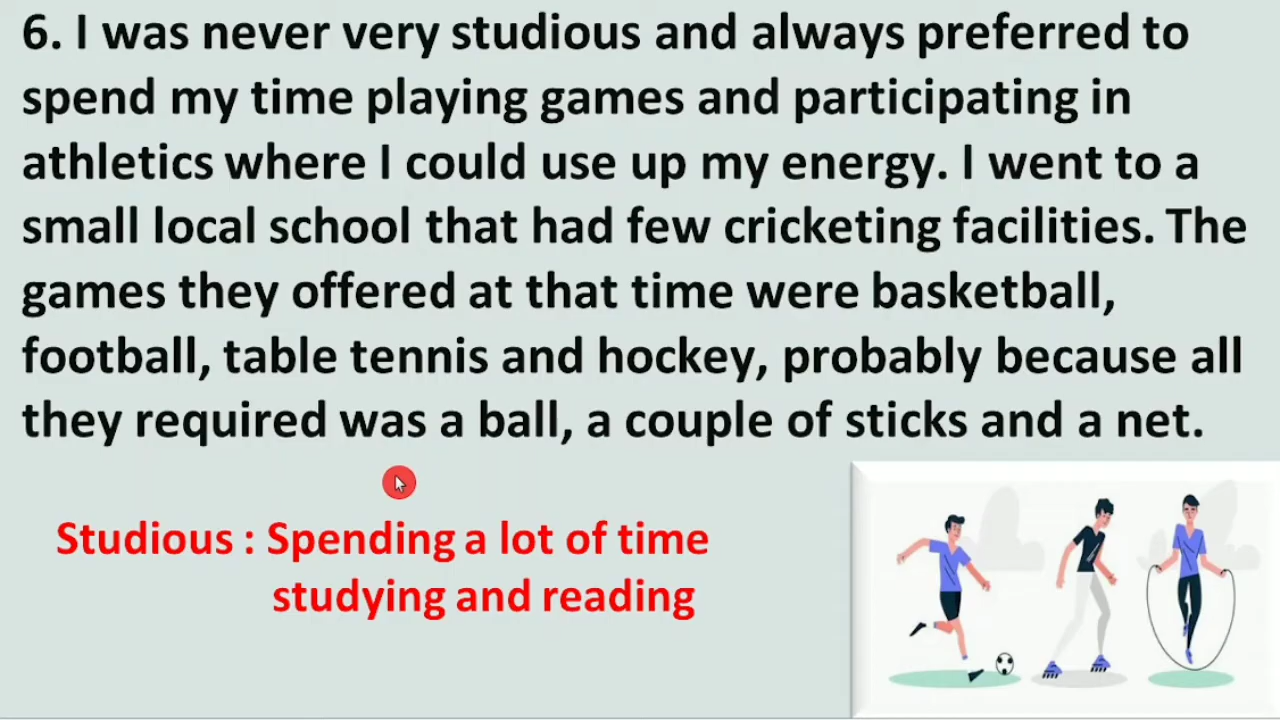 6. I was never very studious and always preferred to
spend my time playing games and participating in
athletics where I could use up my energy. I went to a
small local school that had few cricketing facilities. The
games they offered at that time were basketball,
football, table tennis and hockey, probably because all
they required was a ball, a couple of sticks and a net.
Studious : Spending a lot of time
studying and reading